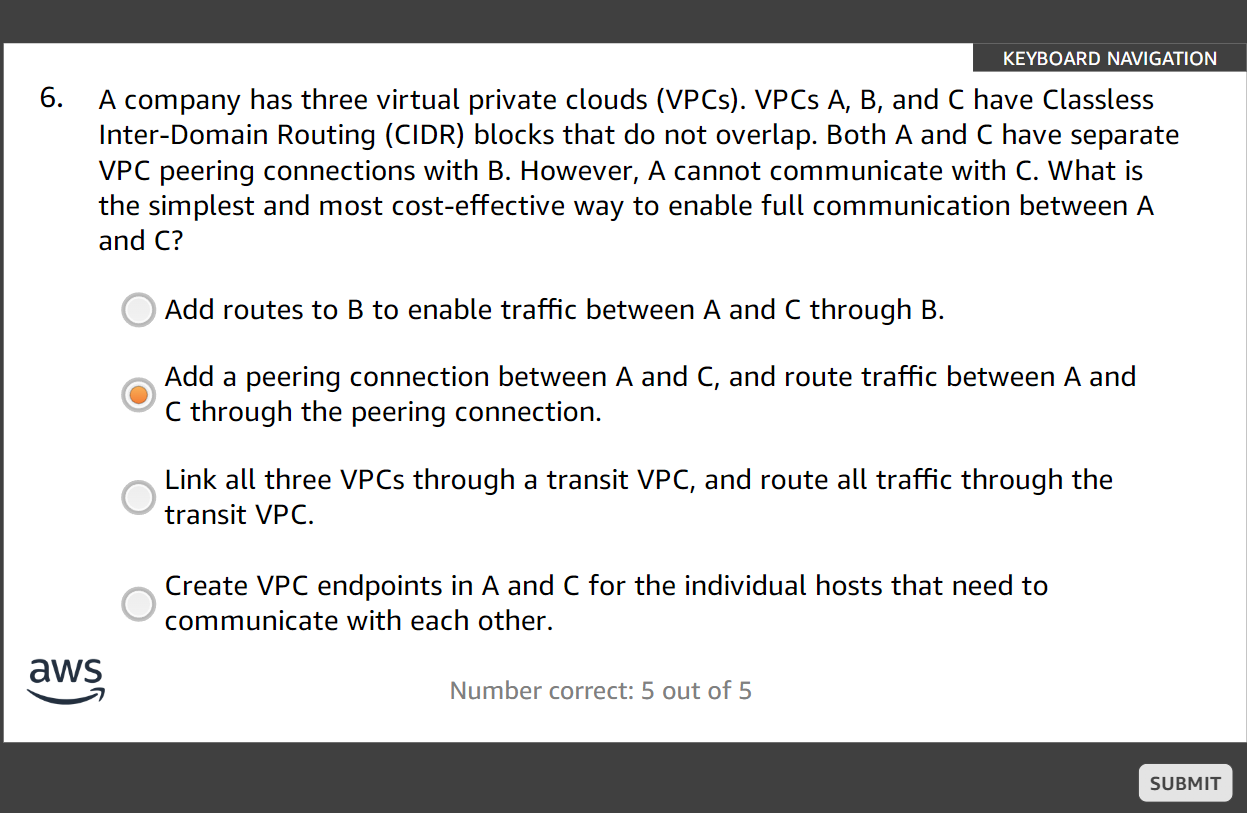 KEYBOARD NAVIGATION
6. A company has three virtual private clouds (VPCs). VPCs A, B, and C have Classless
Inter-Domain Routing (CIDR) blocks that do not overlap. Both A and C have separate
VPC peering connections with B. However, A cannot communicate with C. What is
the simplest and most cost-effective way to enable full communication between A
and C?
Add routes to B to enable traffic between A and C through B.
Add a peering connection between A and C, and route traffic between A and
C through the peering connection.
Link all three VPCs through a transit VPC, and route all traffic through the
transit VPC.
Create VPC endpoints in A and C for the individual hosts that need to
communicate with each other.
aws
Number correct: 5 out of 5
SUBMIT